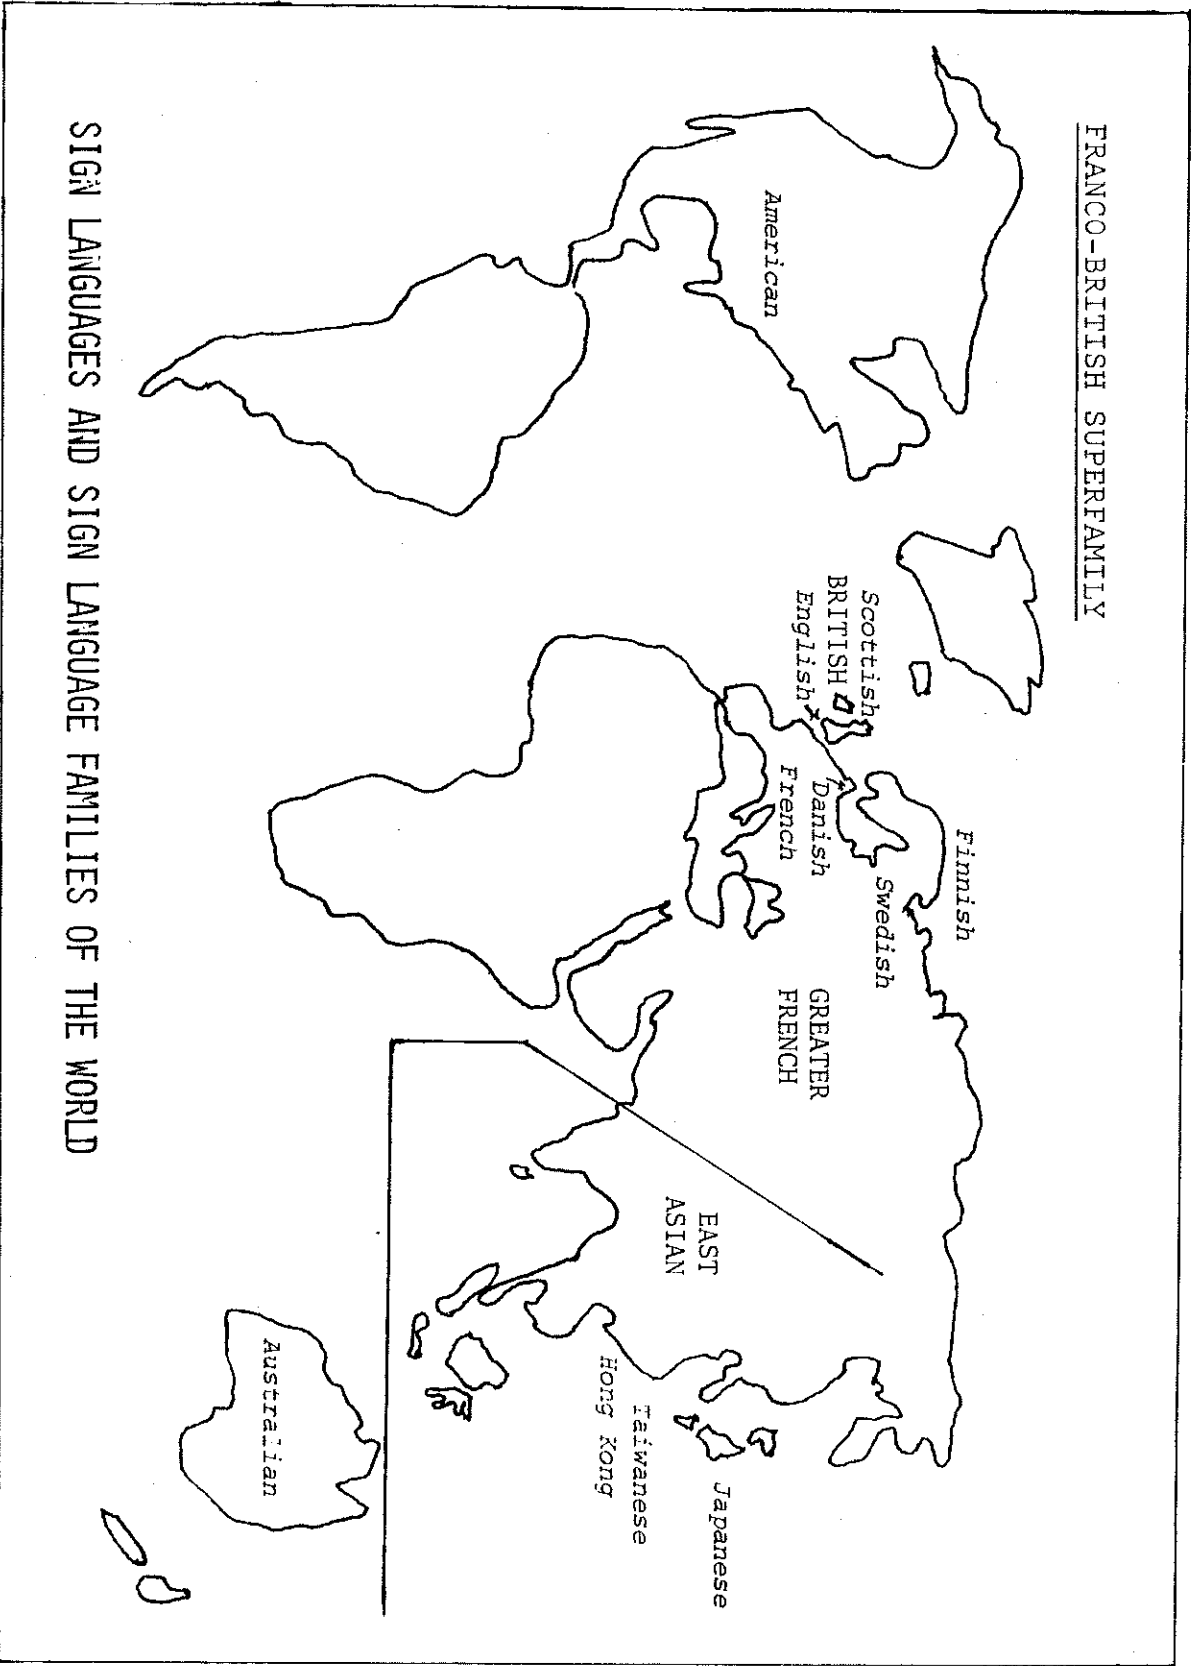 FRANCO-BRITISH SUPERFAMILY
American
Scottish
BRITISH
English
Finnish
Swedish
Danish
French
GREATER
FRENCH
EAST
ASIAN
Japanese
Taiwanese
Hong Kong
Australian
SIGN LANGUAGES AND SIGN LANGUAGE FAMILIES OF THE WORLD